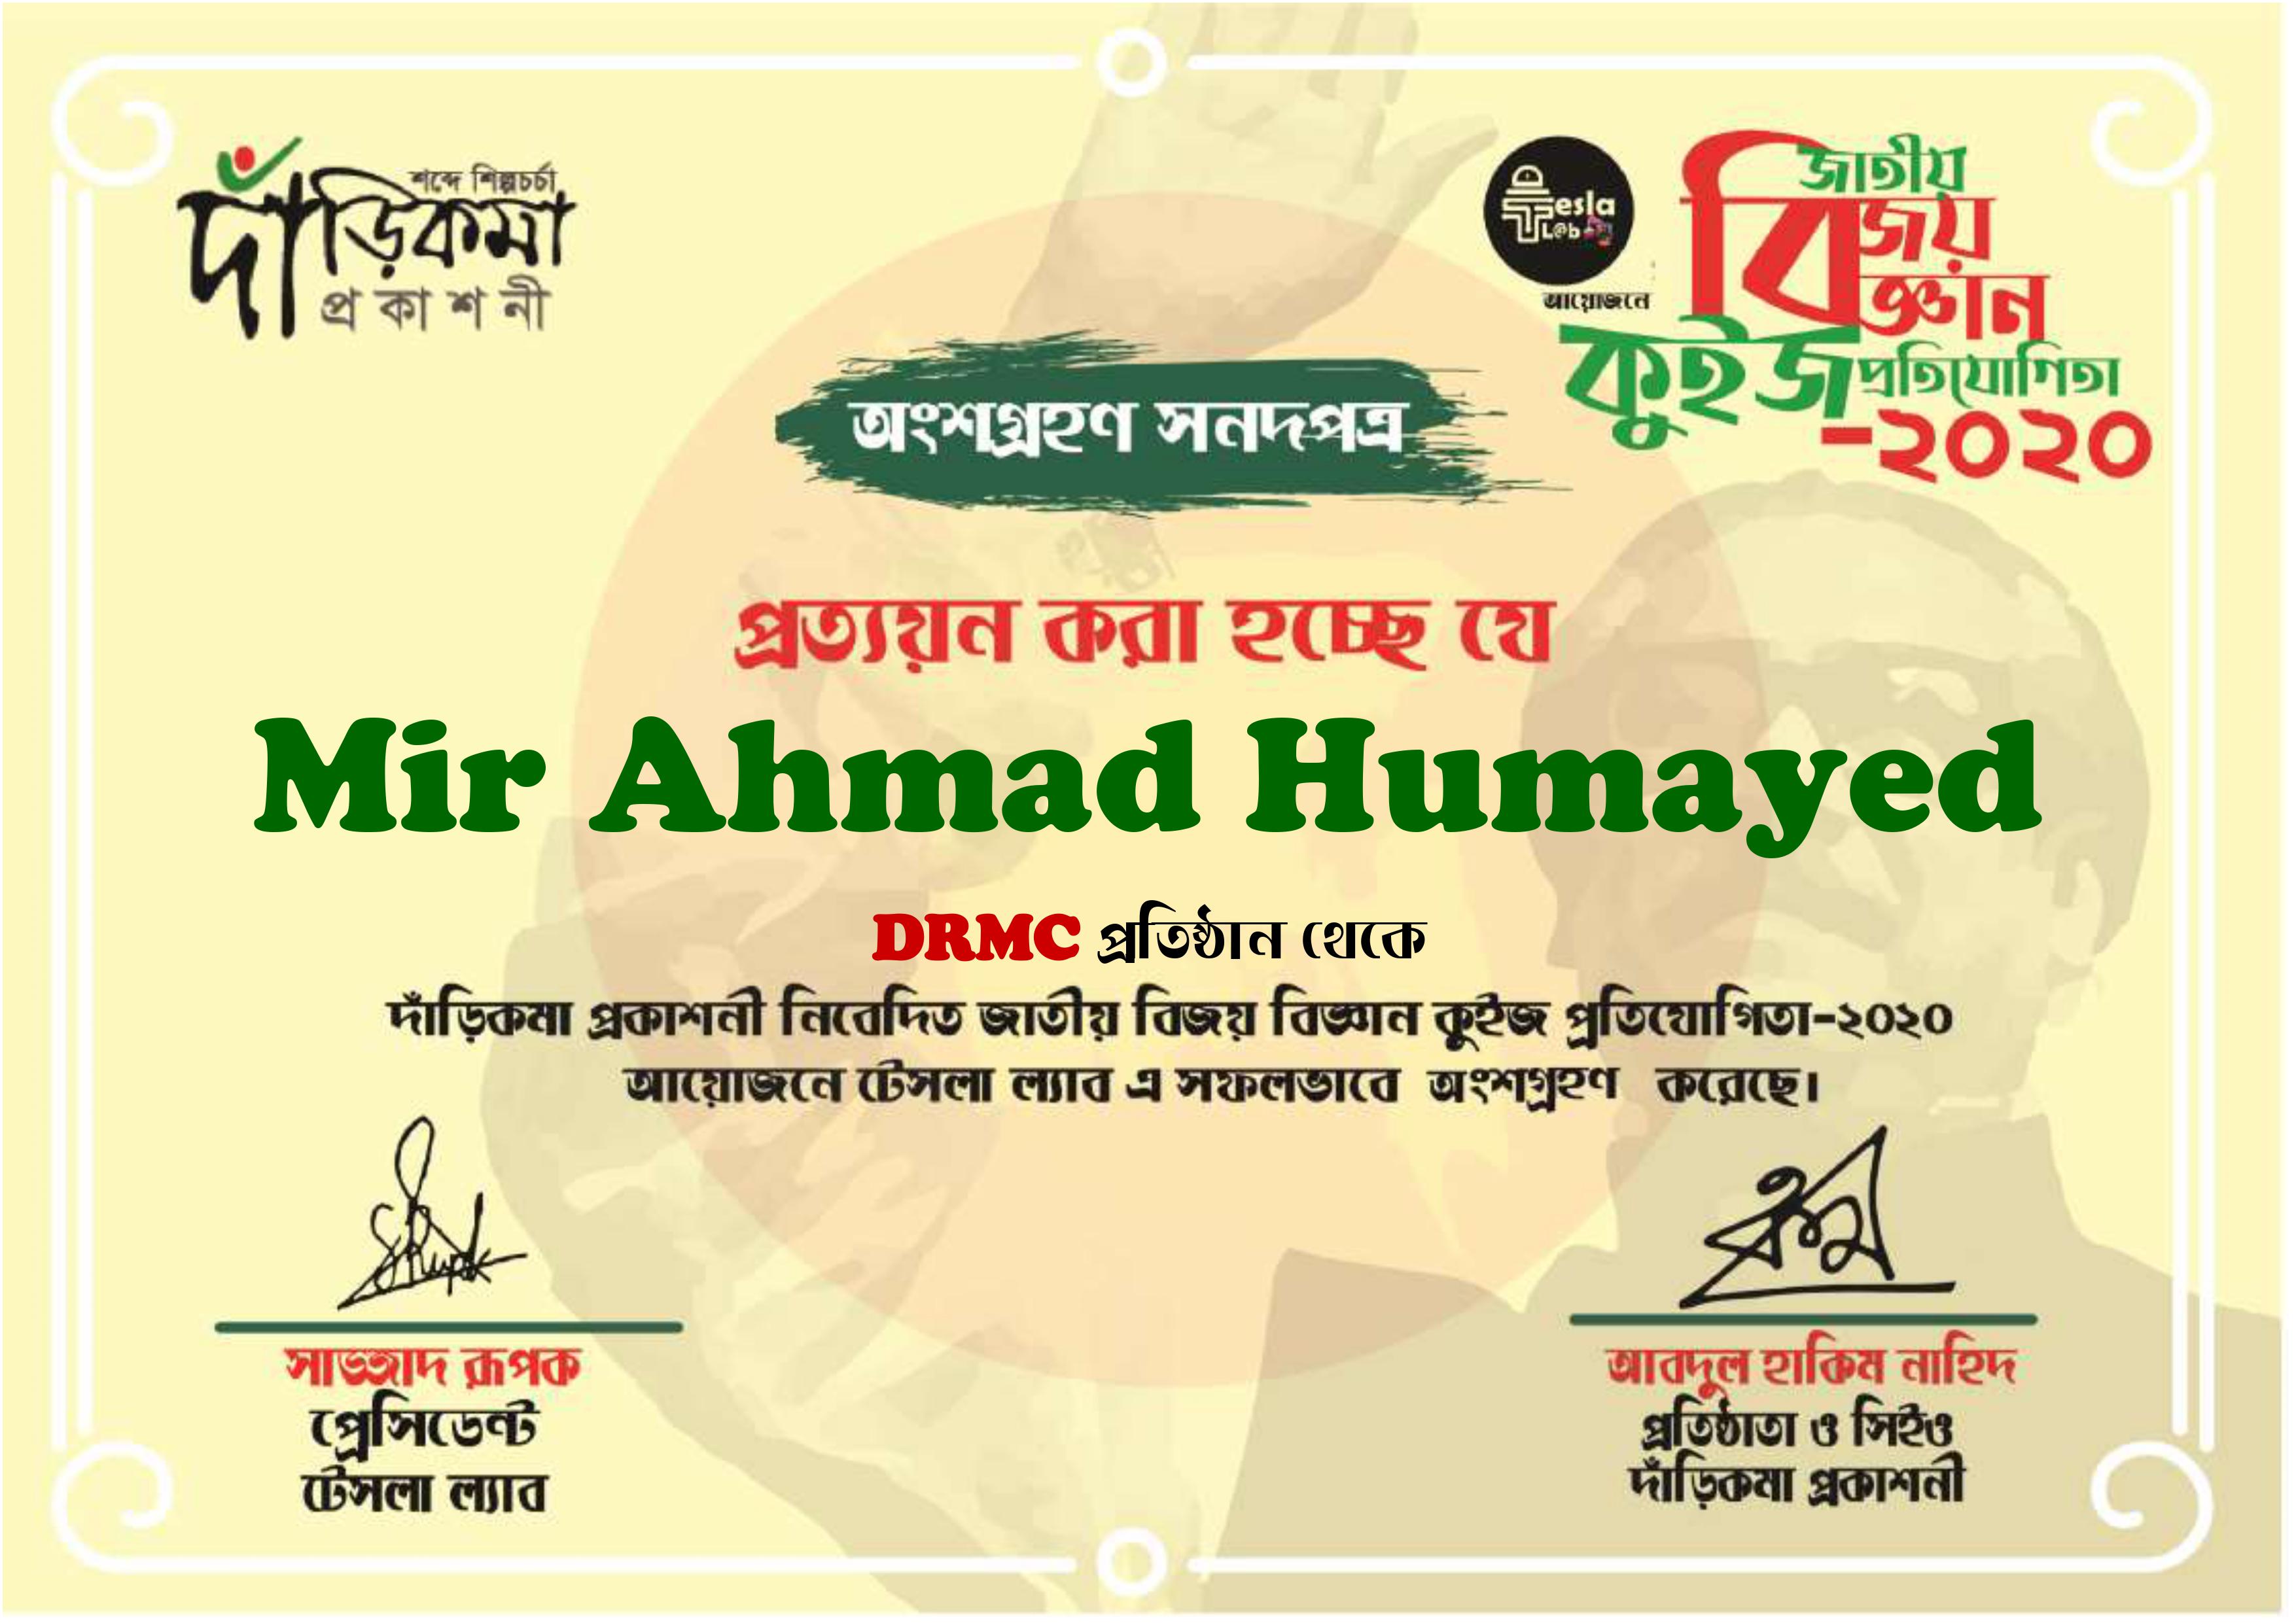 শব্দে শিল্পচর্চা
দাঁড়িকমা
প্রকাশনী
Tesla
L@b
আয়োজনে
জাতীয়
বিজয়
বিজ্ঞান
কুইজ প্রতিযোগিতা
-২০২০
অংশগ্রহণ সনদপত্র
প্রত্যয়ন করা হচ্ছে যে
Mir Ahmad Humayed
DRMC প্রতিষ্ঠান থেকে
দাঁড়িকমা প্রকাশনী নিবেদিত জাতীয় বিজয় বিজ্ঞান কুইজ প্রতিযোগিতা-২০২০
আয়োজনে টেসলা ল্যাব এ সফলভাবে অংশগ্রহণ করেছে।
সাজ্জাদ রূপক
প্রেসিডেন্ট
টেসলা ল্যাব
আবদুল হাকিম নাহিদ
প্রতিষ্ঠাতা ও সিইও
দাঁড়িকমা প্রকাশনী